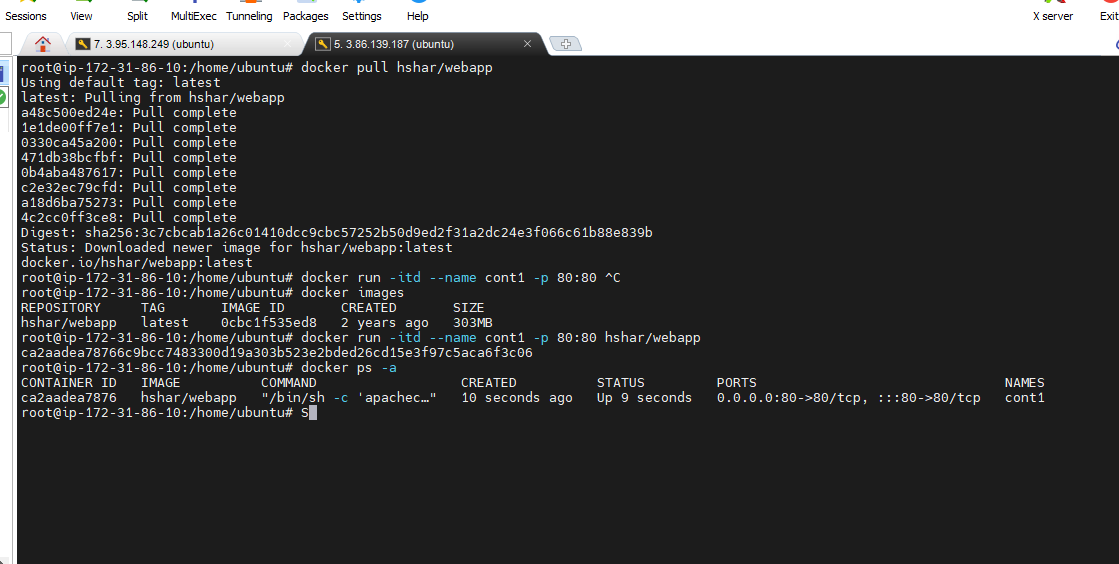 Sessions View Split MultiExec Tunneling Packages Settings Help X server Exit
7. 3.95.148.249 (ubuntu) 5. 3.86.139.187 (ubuntu)
root@ip-172-31-86-10:/home/ubuntu# docker pull hshar/webapp
Using default tag: latest
latest: Pulling from hshar/webapp
a48c500ed24e: Pull complete
1e1de00ff7e1: Pull complete
0330ca45a200: Pull complete
471db38bcfbf: Pull complete
0b4aba487617: Pull complete
c2e32ec79cfd: Pull complete
a18d6ba75273: Pull complete
4c2cc0ff3ce8: Pull complete
Digest: sha256:3c7cbcab1a26c01410dcc9cbc57252b50d9ed2f31a2dc24e3f066c61b88e839b
Status: Downloaded newer image for hshar/webapp:latest
docker.io/hshar/webapp:latest
root@ip-172-31-86-10:/home/ubuntu# docker run -itd --name cont1 -p 80:80 ^C
root@ip-172-31-86-10:/home/ubuntu# docker images
REPOSITORY TAG IMAGE ID CREATED SIZE
hshar/webapp latest 0cbc1f535ed8 2 years ago 303MB
root@ip-172-31-86-10:/home/ubuntu# docker run -itd --name cont1 -p 80:80 hshar/webapp
ca2aadea78766c9bcc7483300d19a303b523e2bded26cd15e3f97c5aca6f3c06
root@ip-172-31-86-10:/home/ubuntu# docker ps -a
CONTAINER ID IMAGE COMMAND CREATED STATUS PORTS NAMES
ca2aadea7876 hshar/webapp "/bin/sh -c 'apachec…" 10 seconds ago Up 9 seconds 0.0.0.0:80->80/tcp, :::80->80/tcp cont1
root@ip-172-31-86-10:/home/ubuntu# S